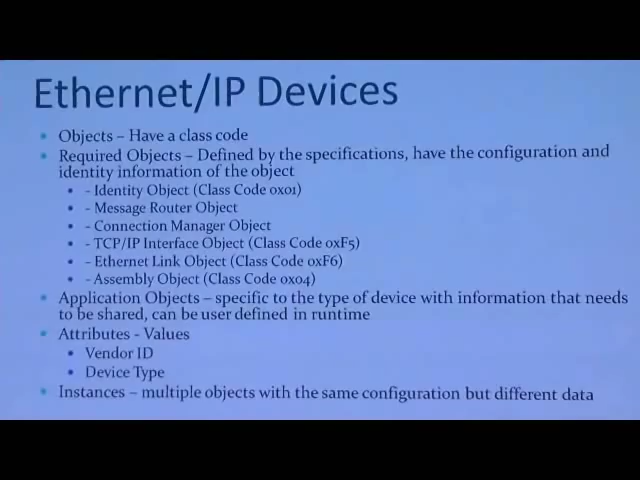 Ethernet/IP Devices
• Objects – Have a class code
• Required Objects – Defined by the specifications, have the configuration and
identity information of the object
• - Identity Object (Class Code 0x01)
• - Message Router Object
• - Connection Manager Object
• - TCP/IP Interface Object (Class Code 0xF5)
• - Ethernet Link Object (Class Code 0xF6)
• - Assembly Object (Class Code 0x04)
• Application Objects – specific to the type of device with information that needs
to be shared, can be user defined in runtime
• Attributes - Values
• Vendor ID
• Device Type
• Instances – multiple objects with the same configuration but different data